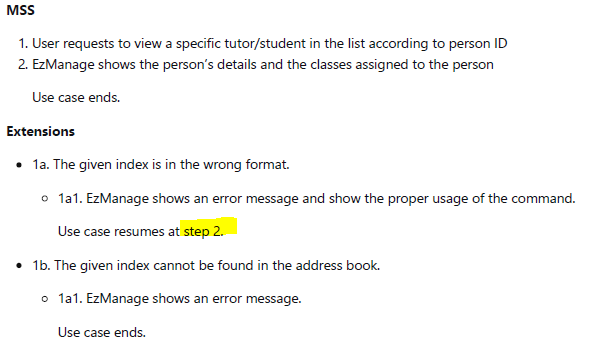 MSS
1. User requests to view a specific tutor/student in the list according to person ID
2. EzManage shows the person's details and the classes assigned to the person
Use case ends.
Extensions
• 1a. The given index is in the wrong format.
○ 1a1. EzManage shows an error message and show the proper usage of the command.
Use case resumes at step 2.
• 1b. The given index cannot be found in the address book.
○ 1a1. EzManage shows an error message.
Use case ends.